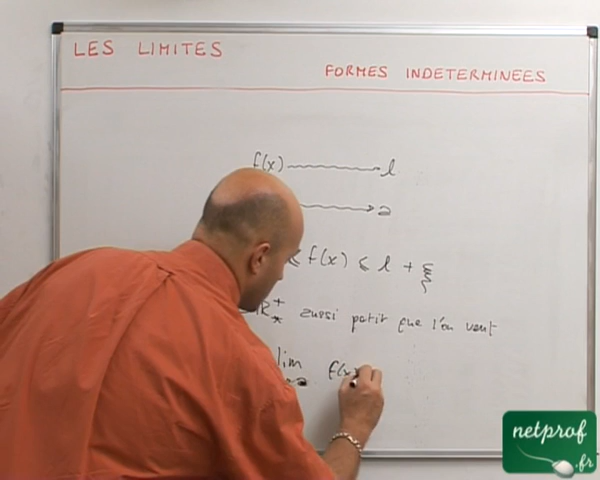 LES LIMITES
FORMES INDETERMINEES
f(x) → l
→ a
≤ f(x) ≤ l + ξ
R*+ aussi petit que l'on veut
lim f(x)
netprof
.fr